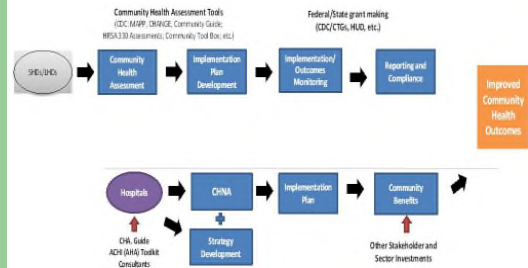 Community Health Assessment Tools
(CDC: MAPP, CHANGE, Community Guide;
HRSA 330 Assessments; Community Tool Box; etc.)
Federal/State grant making
(CDC/CTGs, HUD, etc.)
SHDs/LHDs
Community
Health
Assessment
Implementation
Plan
Development
Implementation/
Outcomes
Monitoring
Reporting and
Compliance
Improved
Community
Health
Outcomes
Hospitals
CHNA
Implementation
Plan
Community
Benefits
Strategy
Development
CHA. Guide
ACHI (AHA) Toolkit
Consultants
Other Stakeholder and
Sector Investments